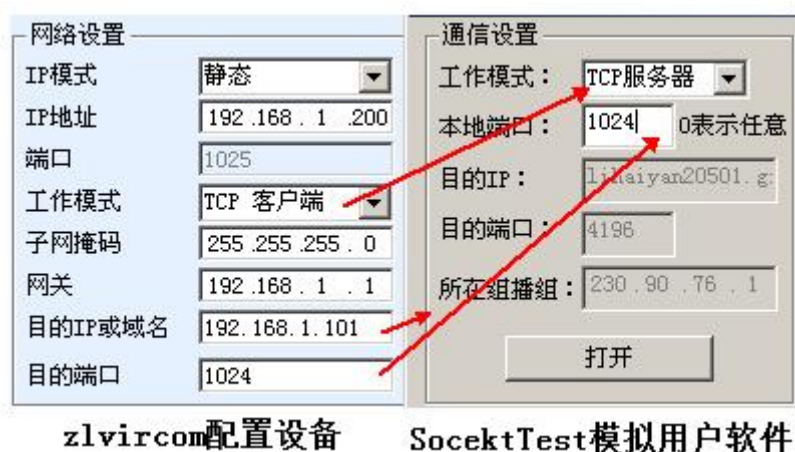 网络设置
IP模式 静态
IP地址 192 .168 . 1 .200
端口 1025
工作模式 TCP 客户端
子网掩码 255 .255 .255 . 0
网关 192 .168 . 1 . 1
目的IP或域名 192.168.1.101
目的端口 1024
zlvircom配置设备
通信设置
工作模式： TCP服务器
本地端口： 1024 0表示任意
目的IP： lihaiyan20501.g
目的端口： 4196
所在组播组： 230 .90 .76 . 1
打开
SocektTest模拟用户软件